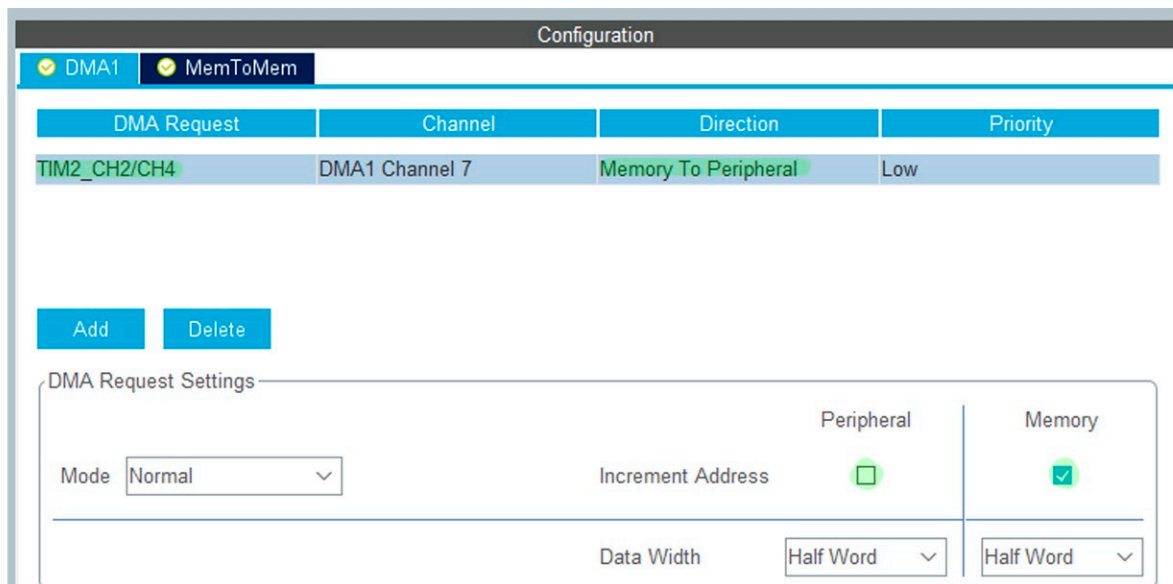 Configuration
DMA1 MemToMem
DMA Request Channel Direction Priority
TIM2_CH2/CH4 DMA1 Channel 7 Memory To Peripheral Low
Add Delete
DMA Request Settings
Peripheral Memory
Mode Normal Increment Address
Data Width Half Word Half Word